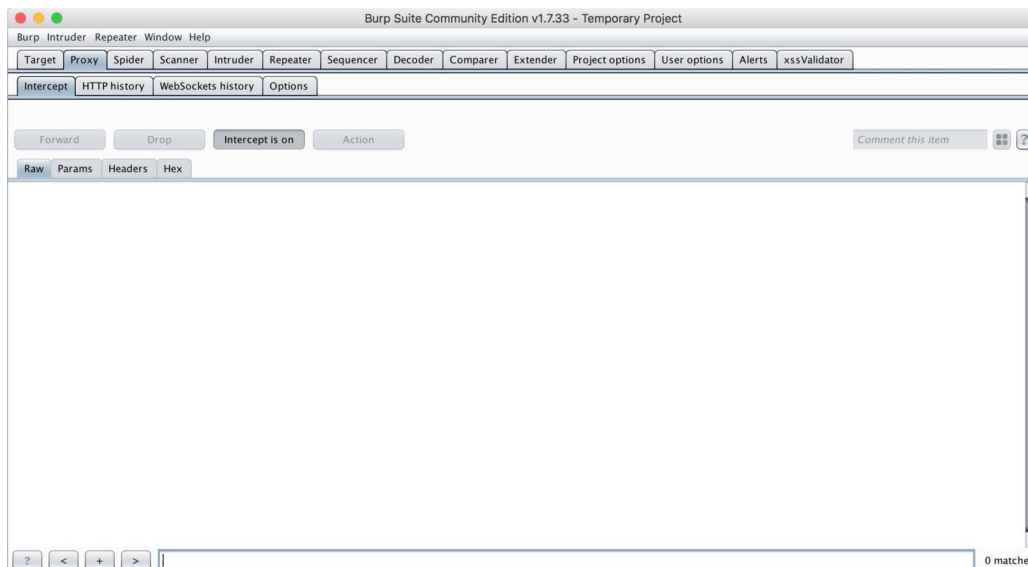 Burp Suite Community Edition v1.7.33 - Temporary Project
Burp Intruder Repeater Window Help
Target Proxy Spider Scanner Intruder Repeater Sequencer Decoder Comparer Extender Project options User options Alerts xssValidator
Intercept HTTP history WebSockets history Options
Forward Drop Intercept is on Action Comment this item ?
Raw Params Headers Hex
? < + > 0 matche